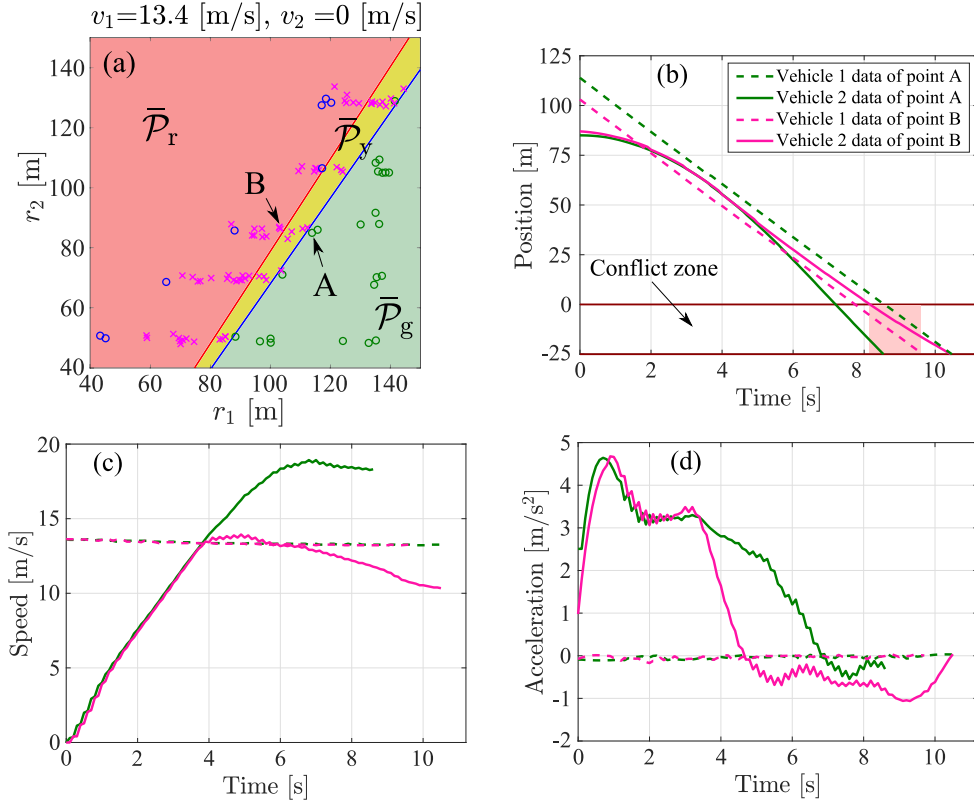 v₁=13.4 [m/s], v₂ =0 [m/s]
(a)
140
120
100
80
60
40
r₂ [m]
P̄ᵣ
P̄ᵧ
B
A
P̄g
40 60 80 100 120 140
r₁ [m]
(b)
Vehicle 1 data of point A
Vehicle 2 data of point A
Vehicle 1 data of point B
Vehicle 2 data of point B
125
100
75
50
25
0
-25
Position [m]
Conflict zone
0 2 4 6 8 10
Time [s]
(c)
20
15
10
5
0
Speed [m/s]
0 2 4 6 8 10
Time [s]
(d)
5
4
3
2
1
0
-1
-2
Acceleration [m/s²]
0 2 4 6 8 10
Time [s]